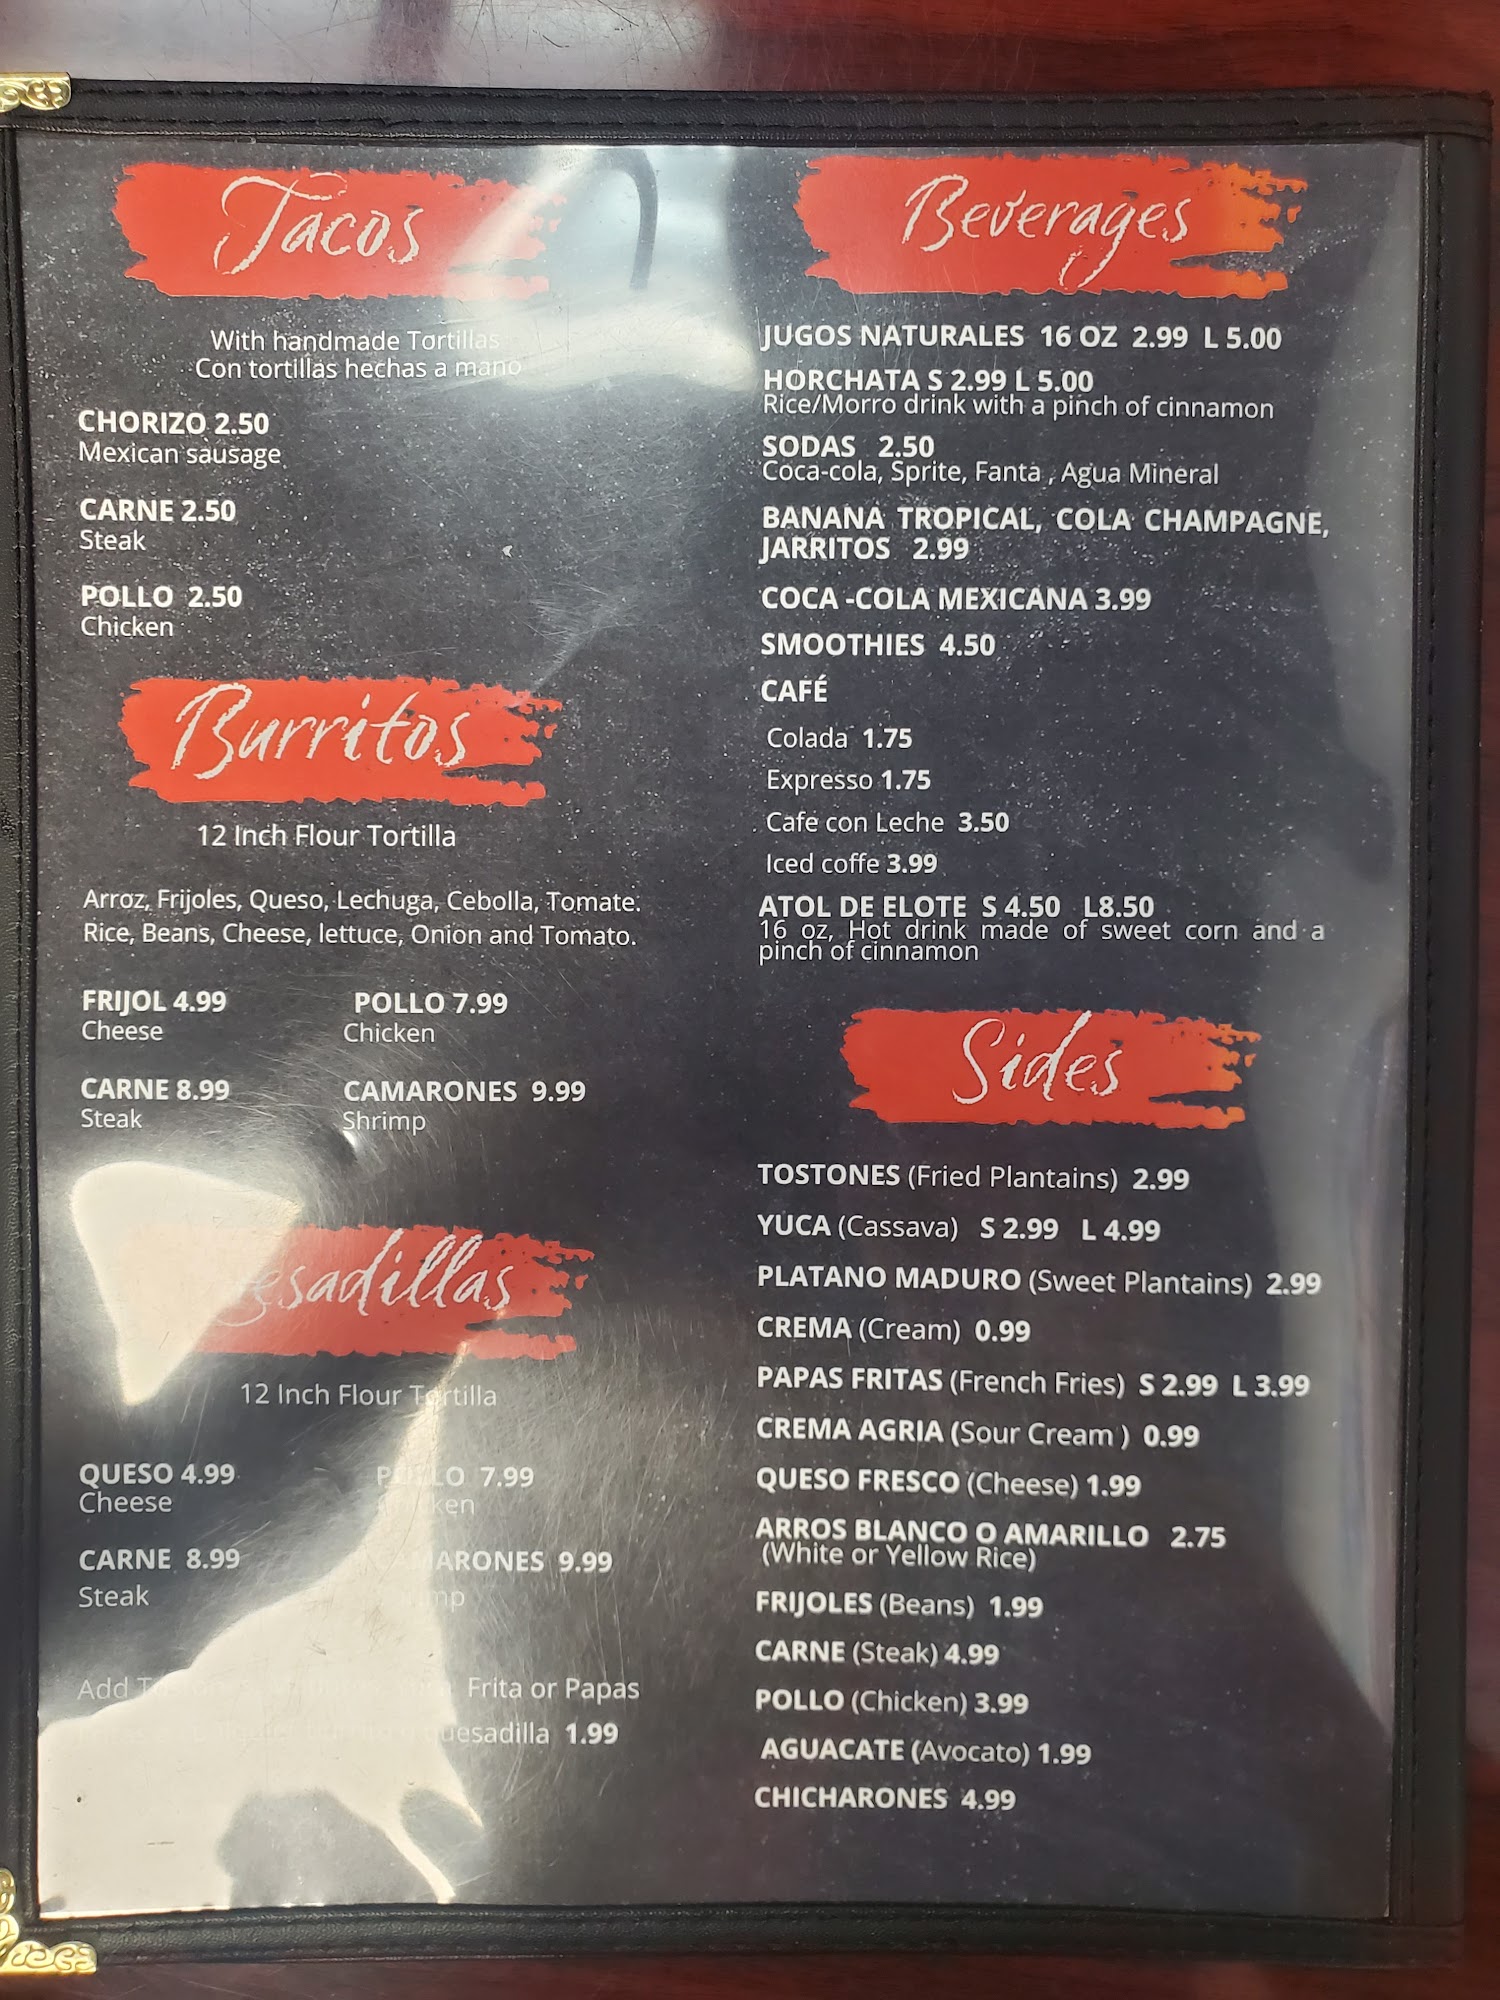 Tacos
With handmade Tortillas
Con tortillas hechas a mano
CHORIZO 2.50
Mexican sausage
CARNE 2.50
Steak
POLLO 2.50
Chicken
Burritos
12 Inch Flour Tortilla
Arroz, Frijoles, Queso, Lechuga, Cebolla, Tomate.
Rice, Beans, Cheese, lettuce, Onion and Tomato.
FRIJOL 4.99
Cheese
POLLO 7.99
Chicken
CARNE 8.99
Steak
CAMARONES 9.99
Shrimp
12 Inch Flour Tortilla
QUESO 4.99
Cheese
POLLO 7.99
CARNE 8.99
Steak
CAMARONES 9.99
Add Frita or Papas
quesadilla 1.99
Beverages
JUGOS NATURALES 16 OZ 2.99 L 5.00
HORCHATA S 2.99 L 5.00
Rice/Morro drink with a pinch of cinnamon
SODAS 2.50
Coca-cola, Sprite, Fanta , Agua Mineral
BANANA TROPICAL, COLA CHAMPAGNE,
JARRITOS 2.99
COCA -COLA MEXICANA 3.99
SMOOTHIES 4.50
CAFÉ
Colada 1.75
Expresso 1.75
Cafe con Leche 3.50
Iced coffe 3.99
ATOL DE ELOTE S 4.50 L8.50
16 oz, Hot drink made of sweet corn and a
pinch of cinnamon
Sides
TOSTONES (Fried Plantains) 2.99
YUCA (Cassava) S 2.99 L 4.99
PLATANO MADURO (Sweet Plantains) 2.99
CREMA (Cream) 0.99
PAPAS FRITAS (French Fries) S 2.99 L 3.99
CREMA AGRIA (Sour Cream ) 0.99
QUESO FRESCO (Cheese) 1.99
ARROS BLANCO O AMARILLO 2.75
(White or Yellow Rice)
FRIJOLES (Beans) 1.99
CARNE (Steak) 4.99
POLLO (Chicken) 3.99
AGUACATE (Avocato) 1.99
CHICHARONES 4.99